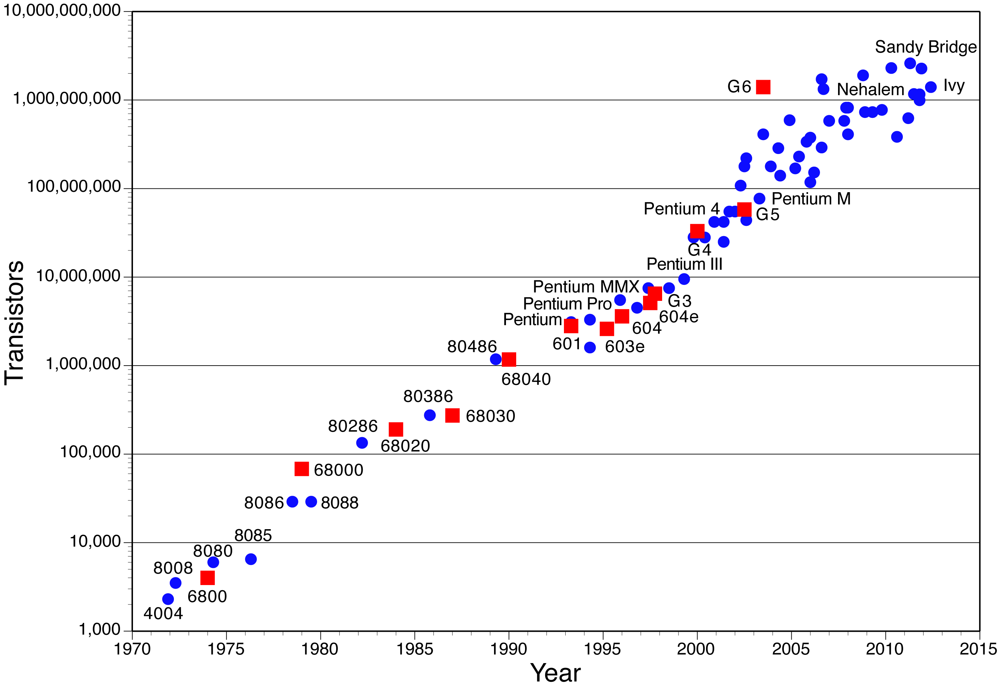 10,000,000,000
Sandy Bridge
G6
Nehalem
Ivy
1,000,000,000
100,000,000
Pentium M
Pentium 4
G5
G4
Pentium III
10,000,000
Pentium MMX
G3
Pentium Pro
604e
Pentium
604
601
603e
80486
1,000,000
68040
80386
68030
80286
68020
100,000
68000
8086
8088
8085
10,000
8080
8008
6800
4004
1,000
Transistors
1970
1975
1980
1985
1990
1995
2000
2005
2010
2015
Year